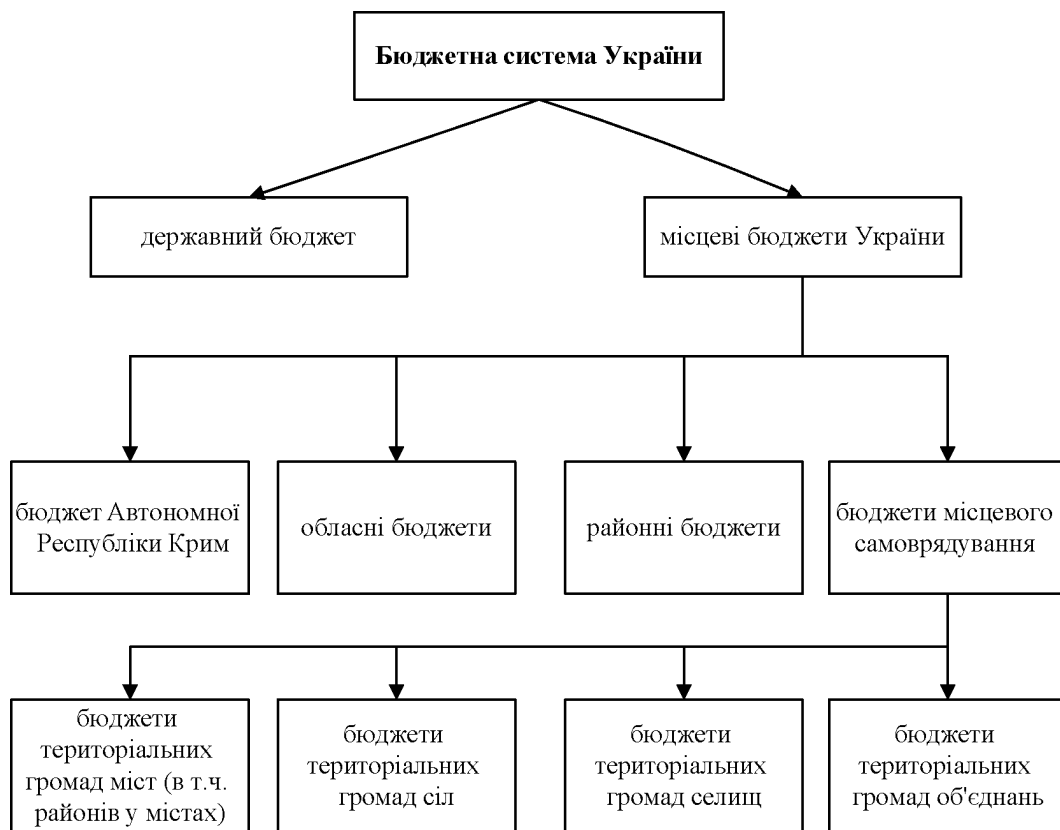 Бюджетна система України
державний бюджет
місцеві бюджети України
бюджет Автономної
Республіки Крим
обласні бюджети
районні бюджети
бюджети місцевого
самоврядування
бюджети
територіальних
громад міст (в т.ч.
районів у містах)
бюджети
територіальних
громад сіл
бюджети
територіальних
громад селищ
бюджети
територіальних
громад об'єднань